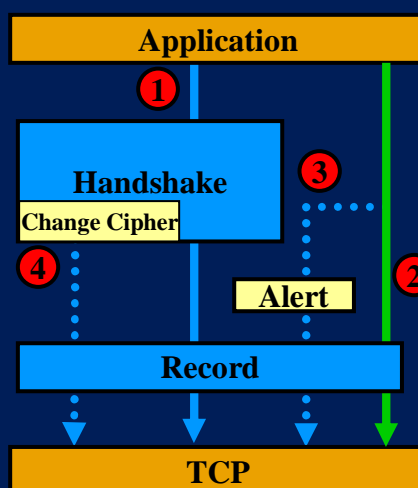 Application
1
Handshake
3
Change Cipher
4
2
Alert
Record
TCP